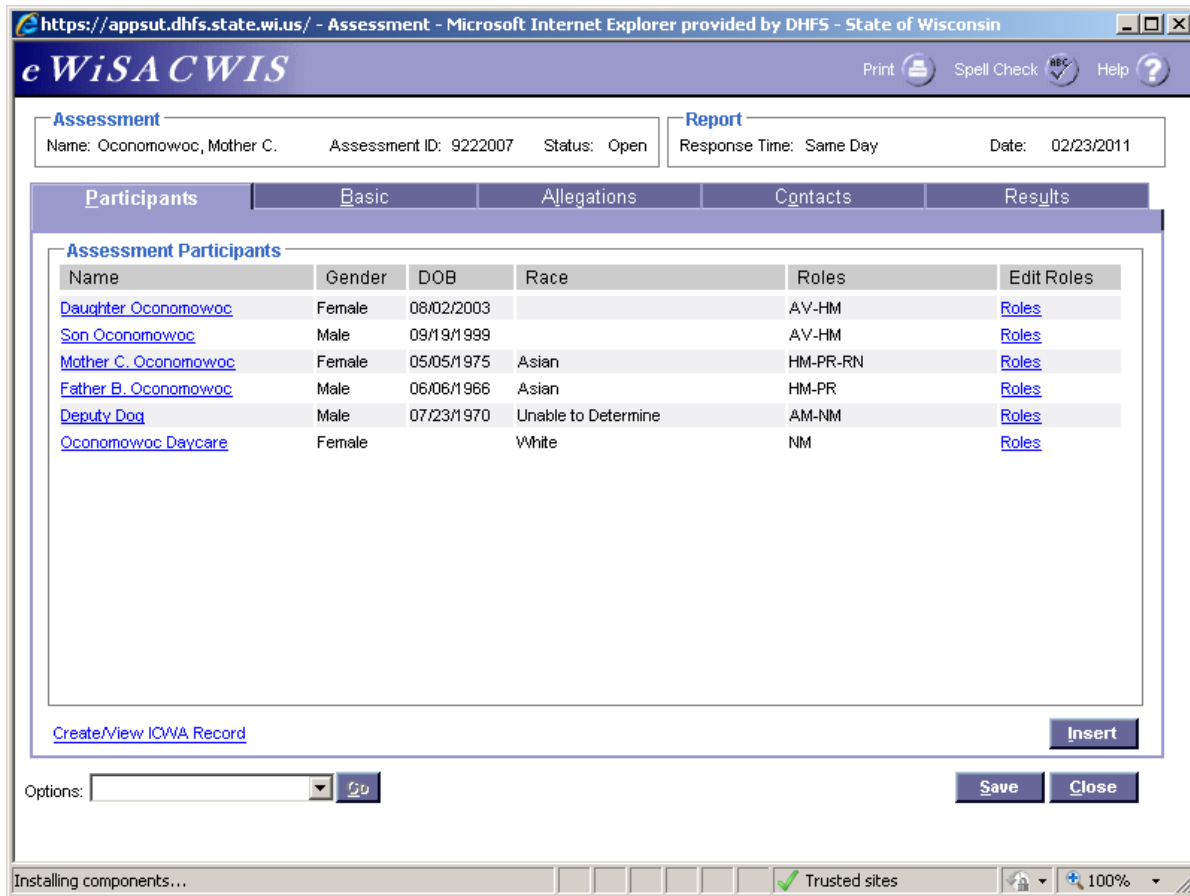 https://appsut.dhfs.state.wi.us/ - Assessment - Microsoft Internet Explorer provided by DHFS - State of Wisconsin
eWiSACWIS Print Spell Check ABC Help ?
Assessment Report
Name: Oconomowoc, Mother C. Assessment ID: 9222007 Status: Open Response Time: Same Day Date: 02/23/2011
Participants Basic Allegations Contacts Results
Assessment Participants
Name Gender DOB Race Roles Edit Roles
Daughter Oconomowoc Female 08/02/2003 AV-HM Roles
Son Oconomowoc Male 09/19/1999 AV-HM Roles
Mother C. Oconomowoc Female 05/05/1975 Asian HM-PR-RN Roles
Father B. Oconomowoc Male 06/06/1966 Asian HM-PR Roles
Deputy Dog Male 07/23/1970 Unable to Determine AM-NM Roles
Oconomowoc Daycare Female White NM Roles
Create/View ICWA Record Insert
Options: Go Save Close
Installing components... Trusted sites 100%